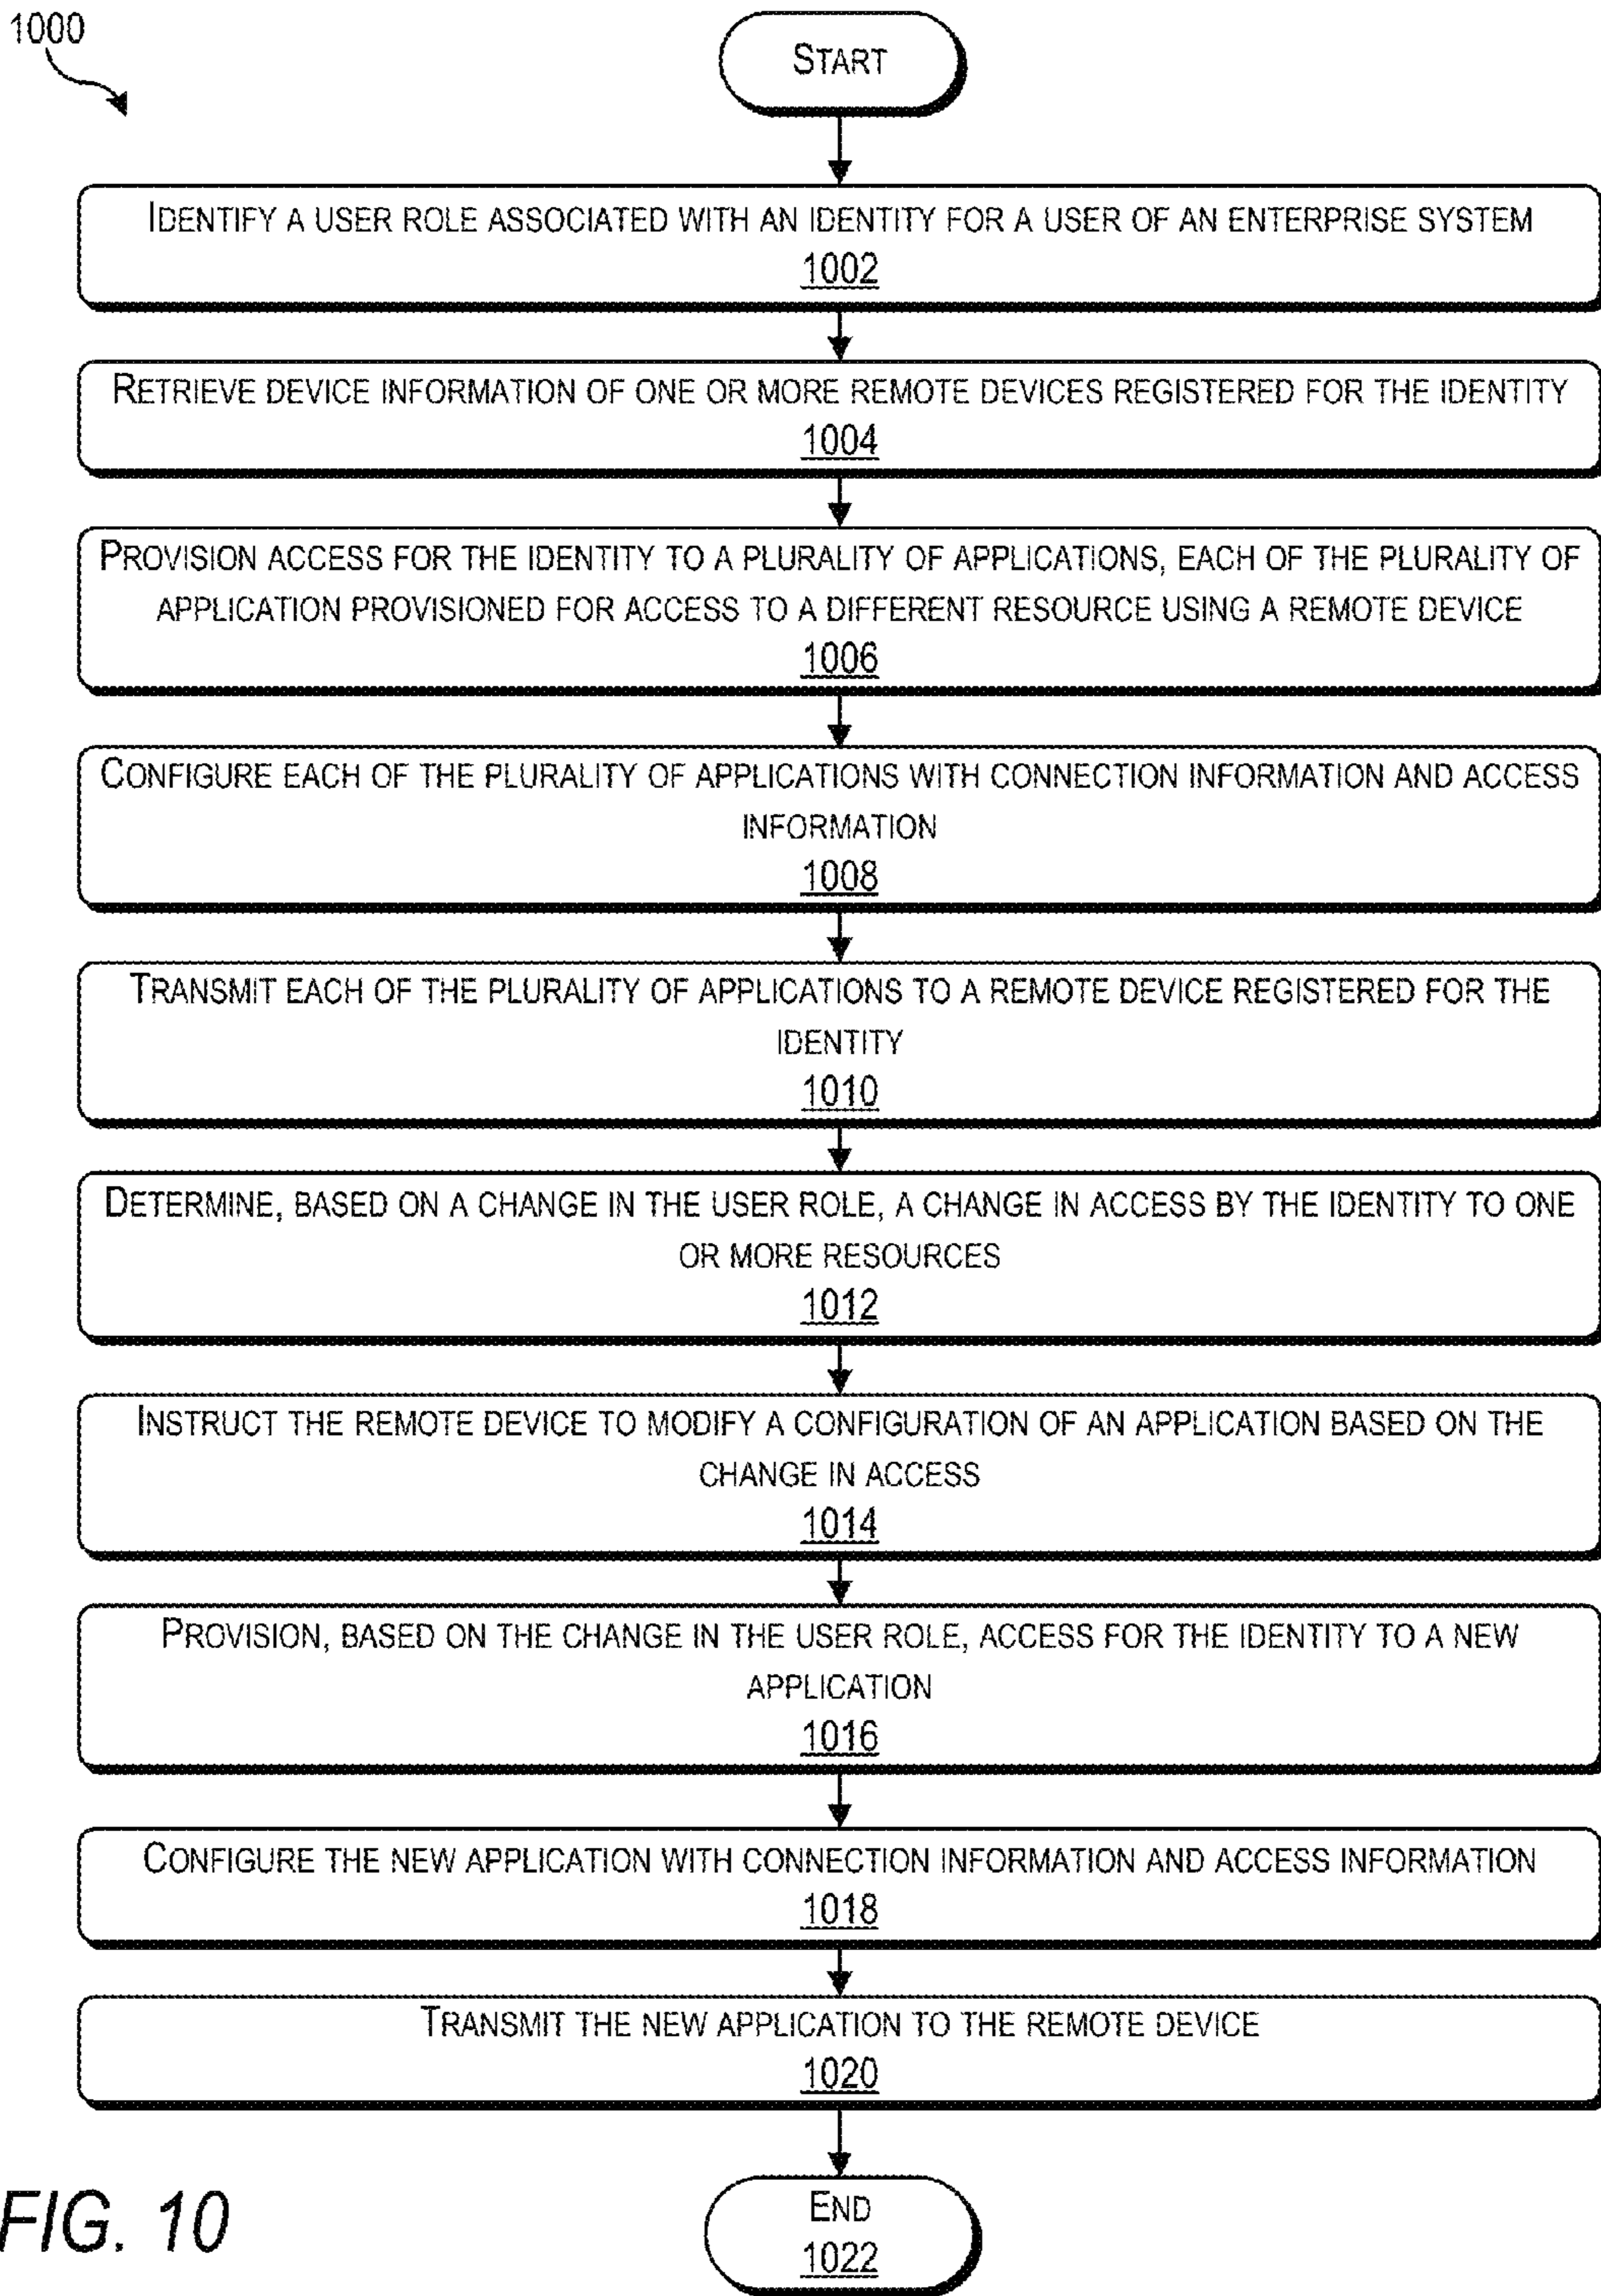 1000
START
IDENTIFY A USER ROLE ASSOCIATED WITH AN IDENTITY FOR A USER OF AN ENTERPRISE SYSTEM
1002
RETRIEVE DEVICE INFORMATION OF ONE OR MORE REMOTE DEVICES REGISTERED FOR THE IDENTITY
1004
PROVISION ACCESS FOR THE IDENTITY TO A PLURALITY OF APPLICATIONS, EACH OF THE PLURALITY OF
APPLICATION PROVISIONED FOR ACCESS TO A DIFFERENT RESOURCE USING A REMOTE DEVICE
1006
CONFIGURE EACH OF THE PLURALITY OF APPLICATIONS WITH CONNECTION INFORMATION AND ACCESS
INFORMATION
1008
TRANSMIT EACH OF THE PLURALITY OF APPLICATIONS TO A REMOTE DEVICE REGISTERED FOR THE
IDENTITY
1010
DETERMINE, BASED ON A CHANGE IN THE USER ROLE, A CHANGE IN ACCESS BY THE IDENTITY TO ONE
OR MORE RESOURCES
1012
INSTRUCT THE REMOTE DEVICE TO MODIFY A CONFIGURATION OF AN APPLICATION BASED ON THE
CHANGE IN ACCESS
1014
PROVISION, BASED ON THE CHANGE IN THE USER ROLE, ACCESS FOR THE IDENTITY TO A NEW
APPLICATION
1016
CONFIGURE THE NEW APPLICATION WITH CONNECTION INFORMATION AND ACCESS INFORMATION
1018
TRANSMIT THE NEW APPLICATION TO THE REMOTE DEVICE
1020
END
1022
FIG. 10